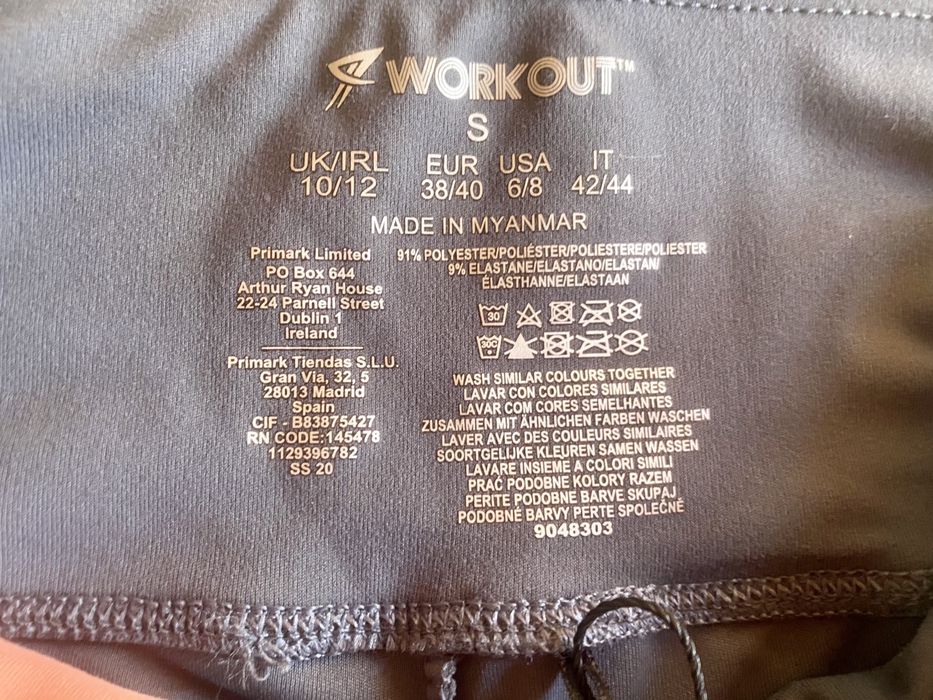 WORKOUT™
S
UK/IRL EUR USA IT
10/12 38/40 6/8 42/44
MADE IN MYANMAR
Primark Limited
PO Box 644
Arthur Ryan House
22-24 Parnell Street
Dublin 1
Ireland
Primark Tiendas S.L.U.
Gran Via, 32, 5
28013 Madrid
Spain
CIF - B83875427
RN CODE:145478
1129396782
SS 20
91% POLYESTER/POLIÉSTER/POLIESTERE/POLIESTER
9% ELASTANE/ELASTANO/ELASTAN/
ÉLASTHANNE/ELASTAAN
30
30C
WASH SIMILAR COLOURS TOGETHER
LAVAR CON COLORES SIMILARES
LAVAR COM CORES SEMELHANTES
ZUSAMMEN MIT ÄHNLICHEN FARBEN WASCHEN
LAVER AVEC DES COULEURS SIMILAIRES
SOORTGELIJKE KLEUREN SAMEN WASSEN
LAVARE INSIEME A COLORI SIMILI
PRAĆ PODOBNE KOLORY RAZEM
PERITE PODOBNE BARVE SKUPAJ
PODOBNÉ BARVY PERTE SPOLEČNĚ
9048303